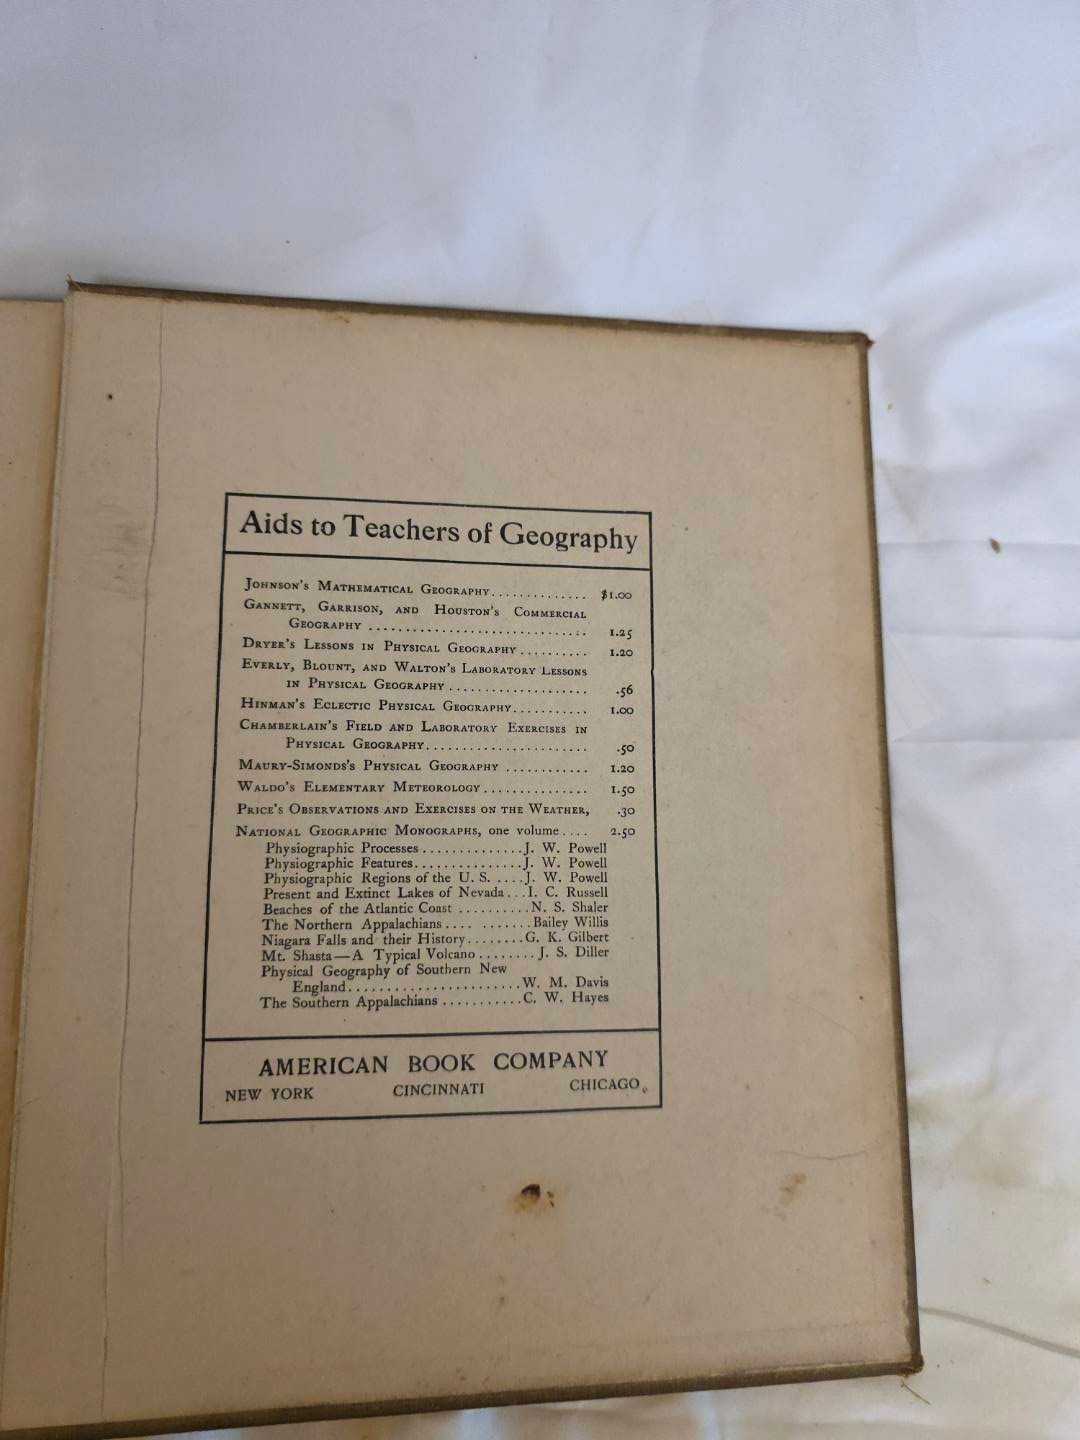 Aids to Teachers of Geography
Johnson's Mathematical Geography.............. $1.00
Gannett, Garrison, and Houston's Commercial
Geography .............................. 1.25
Dryer's Lessons in Physical Geography.......... 1.20
Everly, Blount, and Walton's Laboratory Lessons
in Physical Geography.................... .56
Hinman's Eclectic Physical Geography........... 1.00
Chamberlain's Field and Laboratory Exercises in
Physical Geography....................... .50
Maury-Simonds's Physical Geography ............ 1.20
Waldo's Elementary Meteorology............... 1.50
Price's Observations and Exercises on the Weather, .30
National Geographic Monographs, one volume.... 2.50
Physiographic Processes..............J. W. Powell
Physiographic Features...............J. W. Powell
Physiographic Regions of the U. S. ....J. W. Powell
Present and Extinct Lakes of Nevada...I. C. Russell
Beaches of the Atlantic Coast ..........N. S. Shaler
The Northern Appalachians.... .......Bailey Willis
Niagara Falls and their History........G. K. Gilbert
Mt. Shasta—A Typical Volcano........J. S. Diller
Physical Geography of Southern New
England.......................W. M. Davis
The Southern Appalachians...........C. W. Hayes
AMERICAN BOOK COMPANY
NEW YORK CINCINNATI CHICAGO